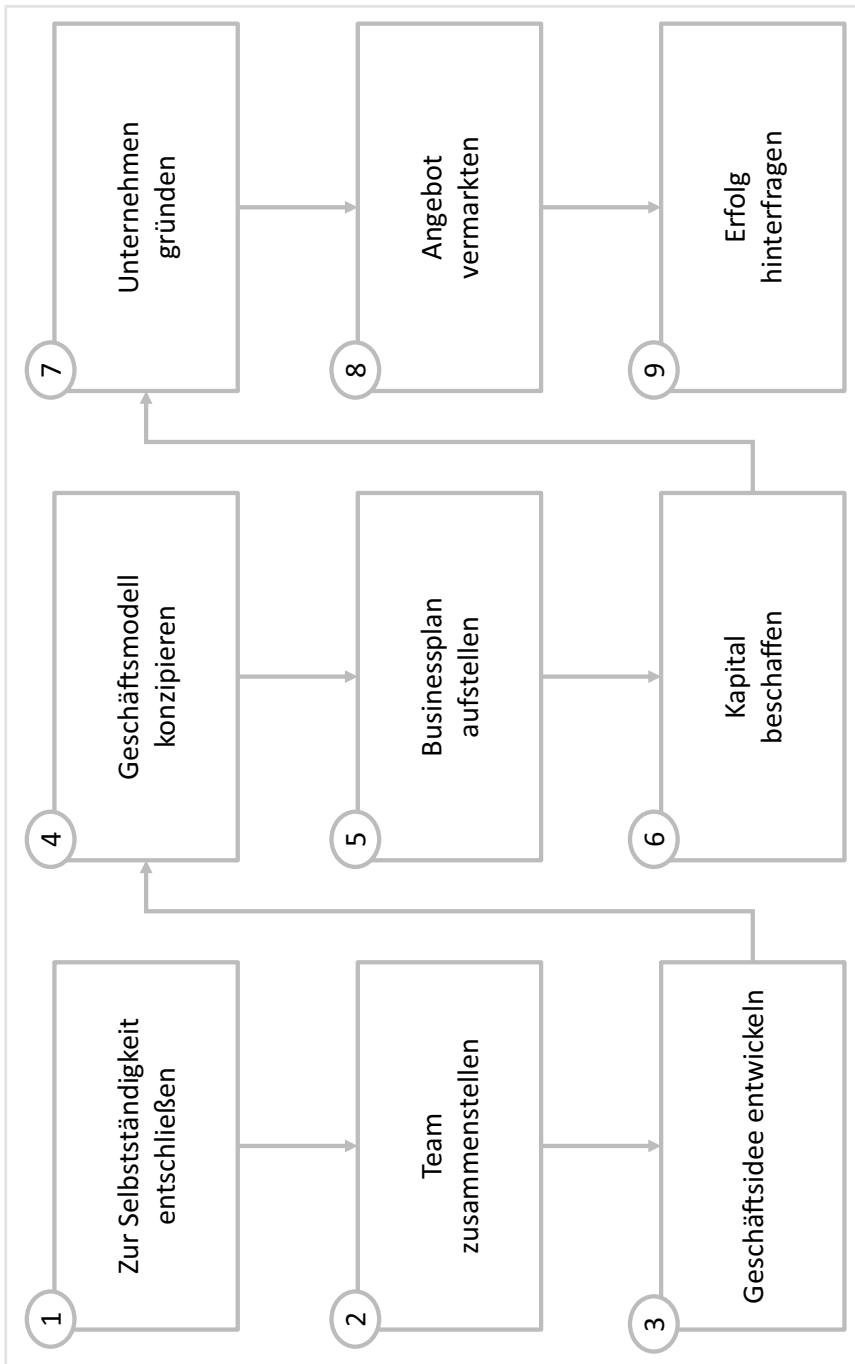 1
Zur Selbstständigkeit
entschließen
2
Team
zusammenstellen
3
Geschäftsidee entwickeln
4
Geschäftsmodell
konzipieren
5
Businessplan
aufstellen
6
Kapital
beschaffen
7
Unternehmen
gründen
8
Angebot
vermarkten
9
Erfolg
hinterfragen